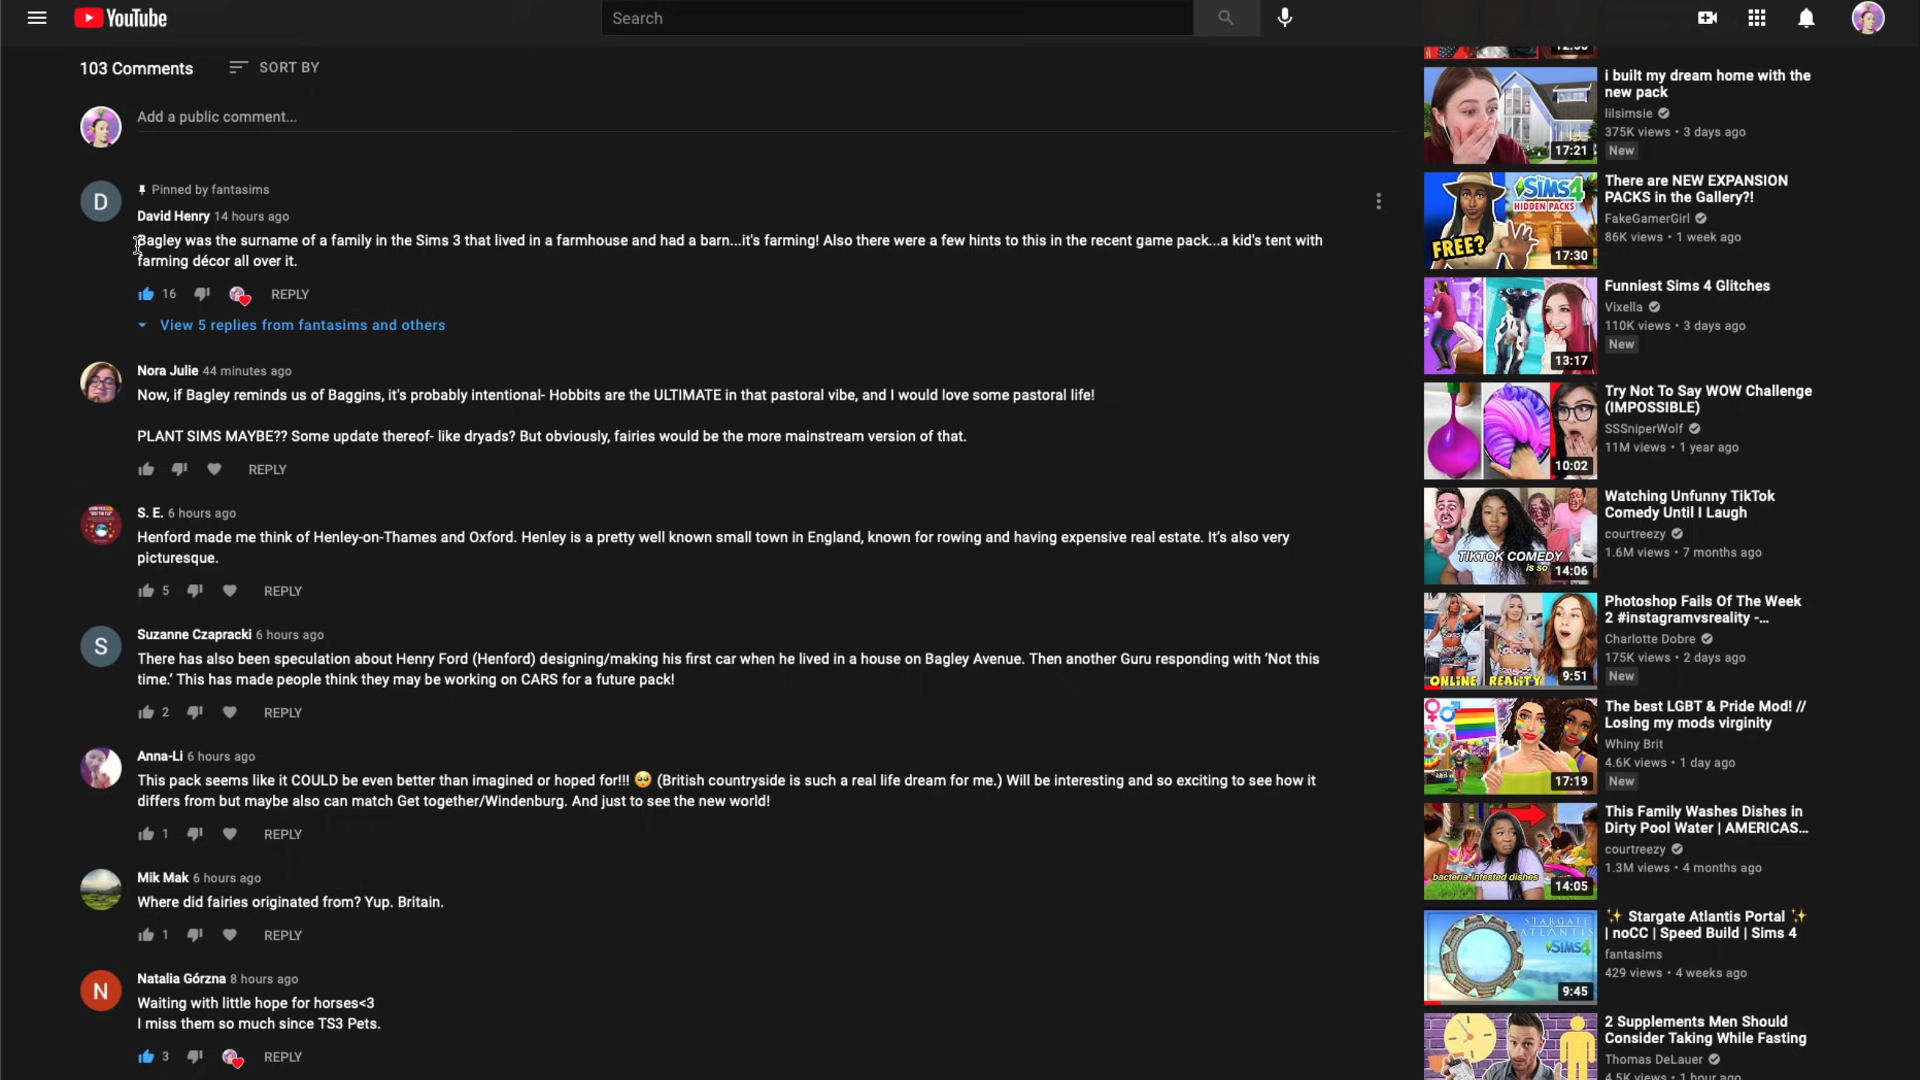 YouTube
Search
103 Comments
SORT BY
Add a public comment...
Pinned by fantasims
D
David Henry 14 hours ago
Bagley was the surname of a family in the Sims 3 that lived in a farmhouse and had a barn...it's farming! Also there were a few hints to this in the recent game pack...a kid's tent with
farming décor all over it.
16
REPLY
View 5 replies from fantasims and others
Nora Julie 44 minutes ago
Now, if Bagley reminds us of Baggins, it's probably intentional- Hobbits are the ULTIMATE in that pastoral vibe, and I would love some pastoral life!
PLANT SIMS MAYBE?? Some update thereof- like dryads? But obviously, fairies would be the more mainstream version of that.
REPLY
S. E. 6 hours ago
Henford made me think of Henley-on-Thames and Oxford. Henley is a pretty well known small town in England, known for rowing and having expensive real estate. It’s also very
picturesque.
5
REPLY
S
Suzanne Czapracki 6 hours ago
There has also been speculation about Henry Ford (Henford) designing/making his first car when he lived in a house on Bagley Avenue. Then another Guru responding with ‘Not this
time.’ This has made people think they may be working on CARS for a future pack!
2
REPLY
Anna-Li 6 hours ago
This pack seems like it COULD be even better than imagined or hoped for!!! 🥺 (British countryside is such a real life dream for me.) Will be interesting and so exciting to see how it
differs from but maybe also can match Get together/Windenburg. And just to see the new world!
1
REPLY
Mik Mak 6 hours ago
Where did fairies originated from? Yup. Britain.
1
REPLY
N
Natalia Górzna 8 hours ago
Waiting with little hope for horses<3
I miss them so much since TS3 Pets.
3
REPLY
i built my dream home with the
new pack
lilsimsie
375K views • 3 days ago
New
17:21
There are NEW EXPANSION
PACKS in the Gallery?!
FakeGamerGirl
86K views • 1 week ago
SIMS 4
HIDDEN PACKS
FREE?
17:30
Funniest Sims 4 Glitches
Vixella
110K views • 3 days ago
New
13:17
Try Not To Say WOW Challenge
(IMPOSSIBLE)
SSSniperWolf
11M views • 1 year ago
10:02
Watching Unfunny TikTok
Comedy Until I Laugh
courtreezy
1.6M views • 7 months ago
TIKTOK COMEDY
is so
14:06
Photoshop Fails Of The Week
2 #instagramvsreality -...
Charlotte Dobre
175K views • 2 days ago
New
ONLINE REALITY
9:51
The best LGBT & Pride Mod! //
Losing my mods virginity
Whiny Brit
4.6K views • 1 day ago
New
17:19
This Family Washes Dishes in
Dirty Pool Water | AMERICAS...
courtreezy
1.3M views • 4 months ago
bacteria-infested dishes
14:05
✨ Stargate Atlantis Portal ✨
| noCC | Speed Build | Sims 4
fantasims
429 views • 4 weeks ago
STARGATE
ATLANTIS
SIMS 4
9:45
2 Supplements Men Should
Consider Taking While Fasting
Thomas DeLauer
4.5K views • 1 hour ago